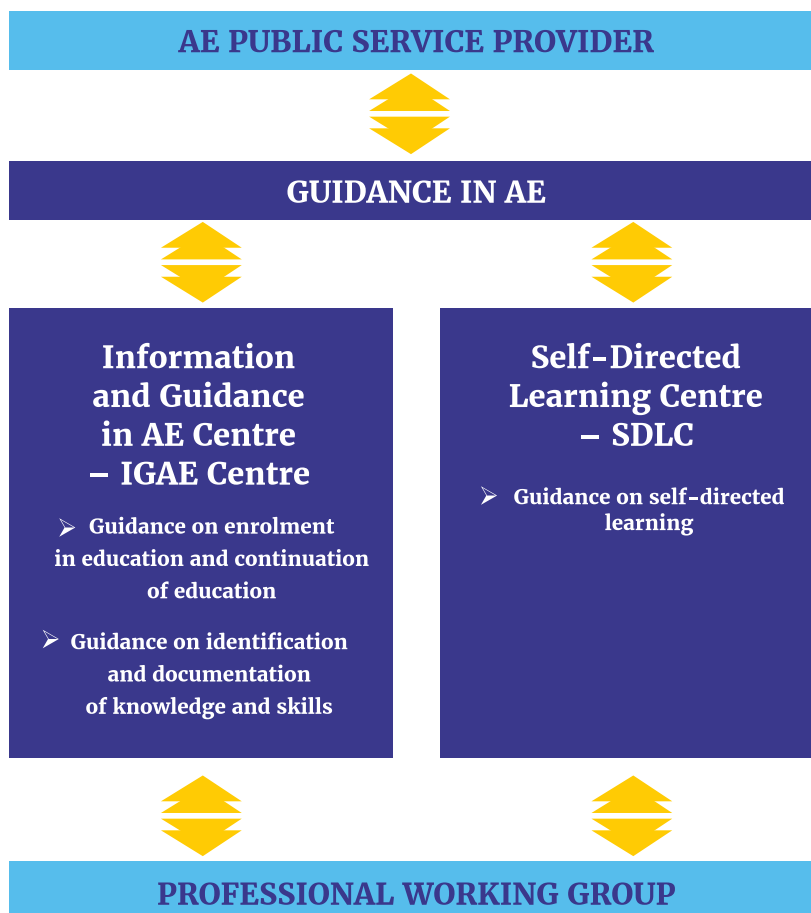 AE PUBLIC SERVICE PROVIDER
GUIDANCE IN AE
Information
and Guidance
in AE Centre
– IGAE Centre
➢ Guidance on enrolment
in education and continuation
of education
➢ Guidance on identification
and documentation
of knowledge and skills
Self-Directed
Learning Centre
– SDLC
➢ Guidance on self-directed
learning
PROFESSIONAL WORKING GROUP